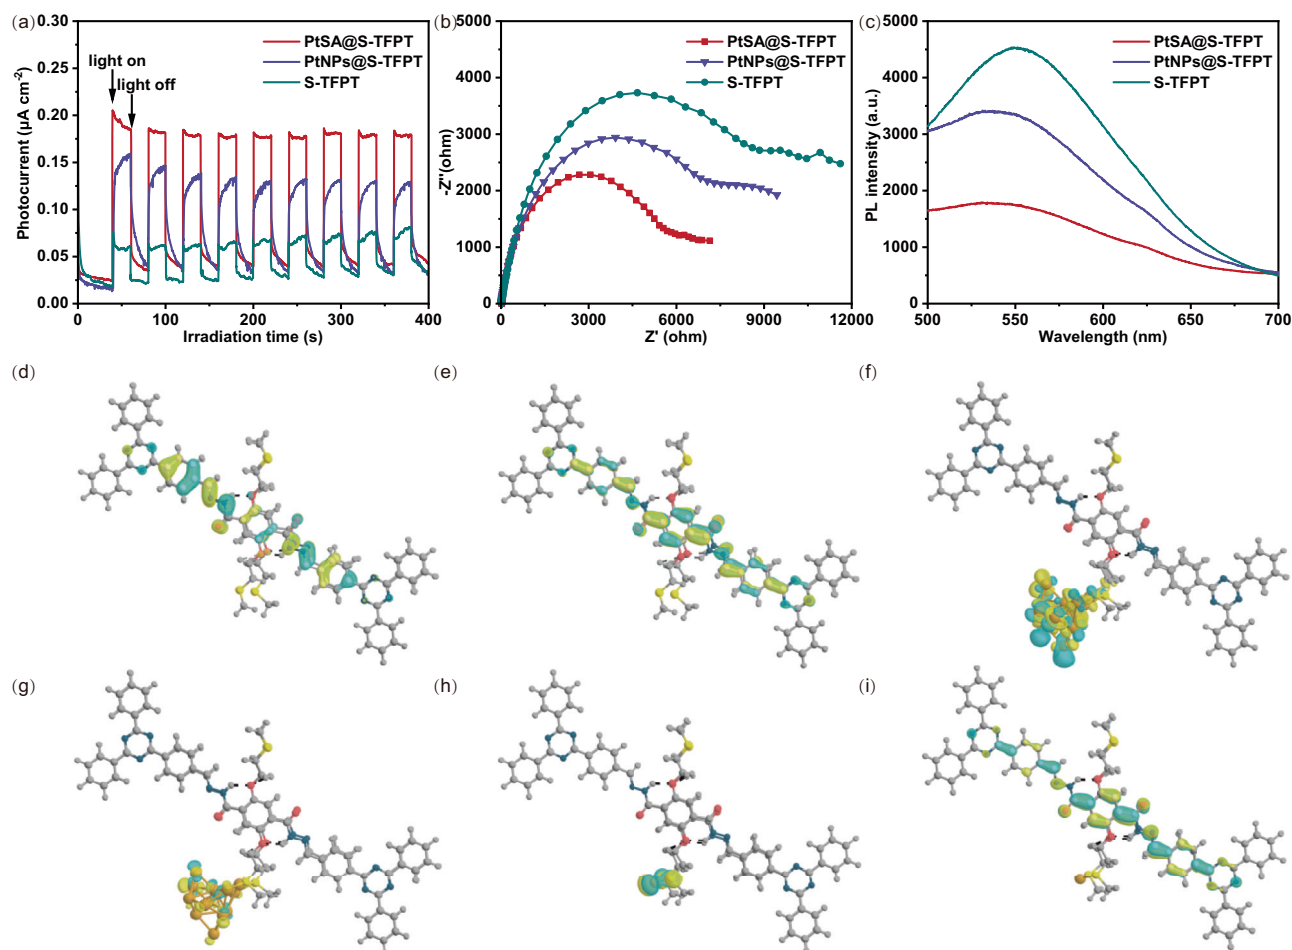 (a)
(b)
(c)
PtSA@S-TFPT
PtNPs@S-TFPT
S-TFPT
light on
light off
0.30
0.25
0.20
0.15
0.10
0.05
0.00
0
100
200
300
400
Photocurrent (μA cm⁻²)
Irradiation time (s)
PtSA@S-TFPT
PtNPs@S-TFPT
S-TFPT
5000
4000
3000
2000
1000
0
0
3000
6000
9000
12000
-Z''(ohm)
Z' (ohm)
PtSA@S-TFPT
PtNPs@S-TFPT
S-TFPT
5000
4000
3000
2000
1000
0
500
550
600
650
700
PL intensity (a.u.)
Wavelength (nm)
(d)
(e)
(f)
(g)
(h)
(i)